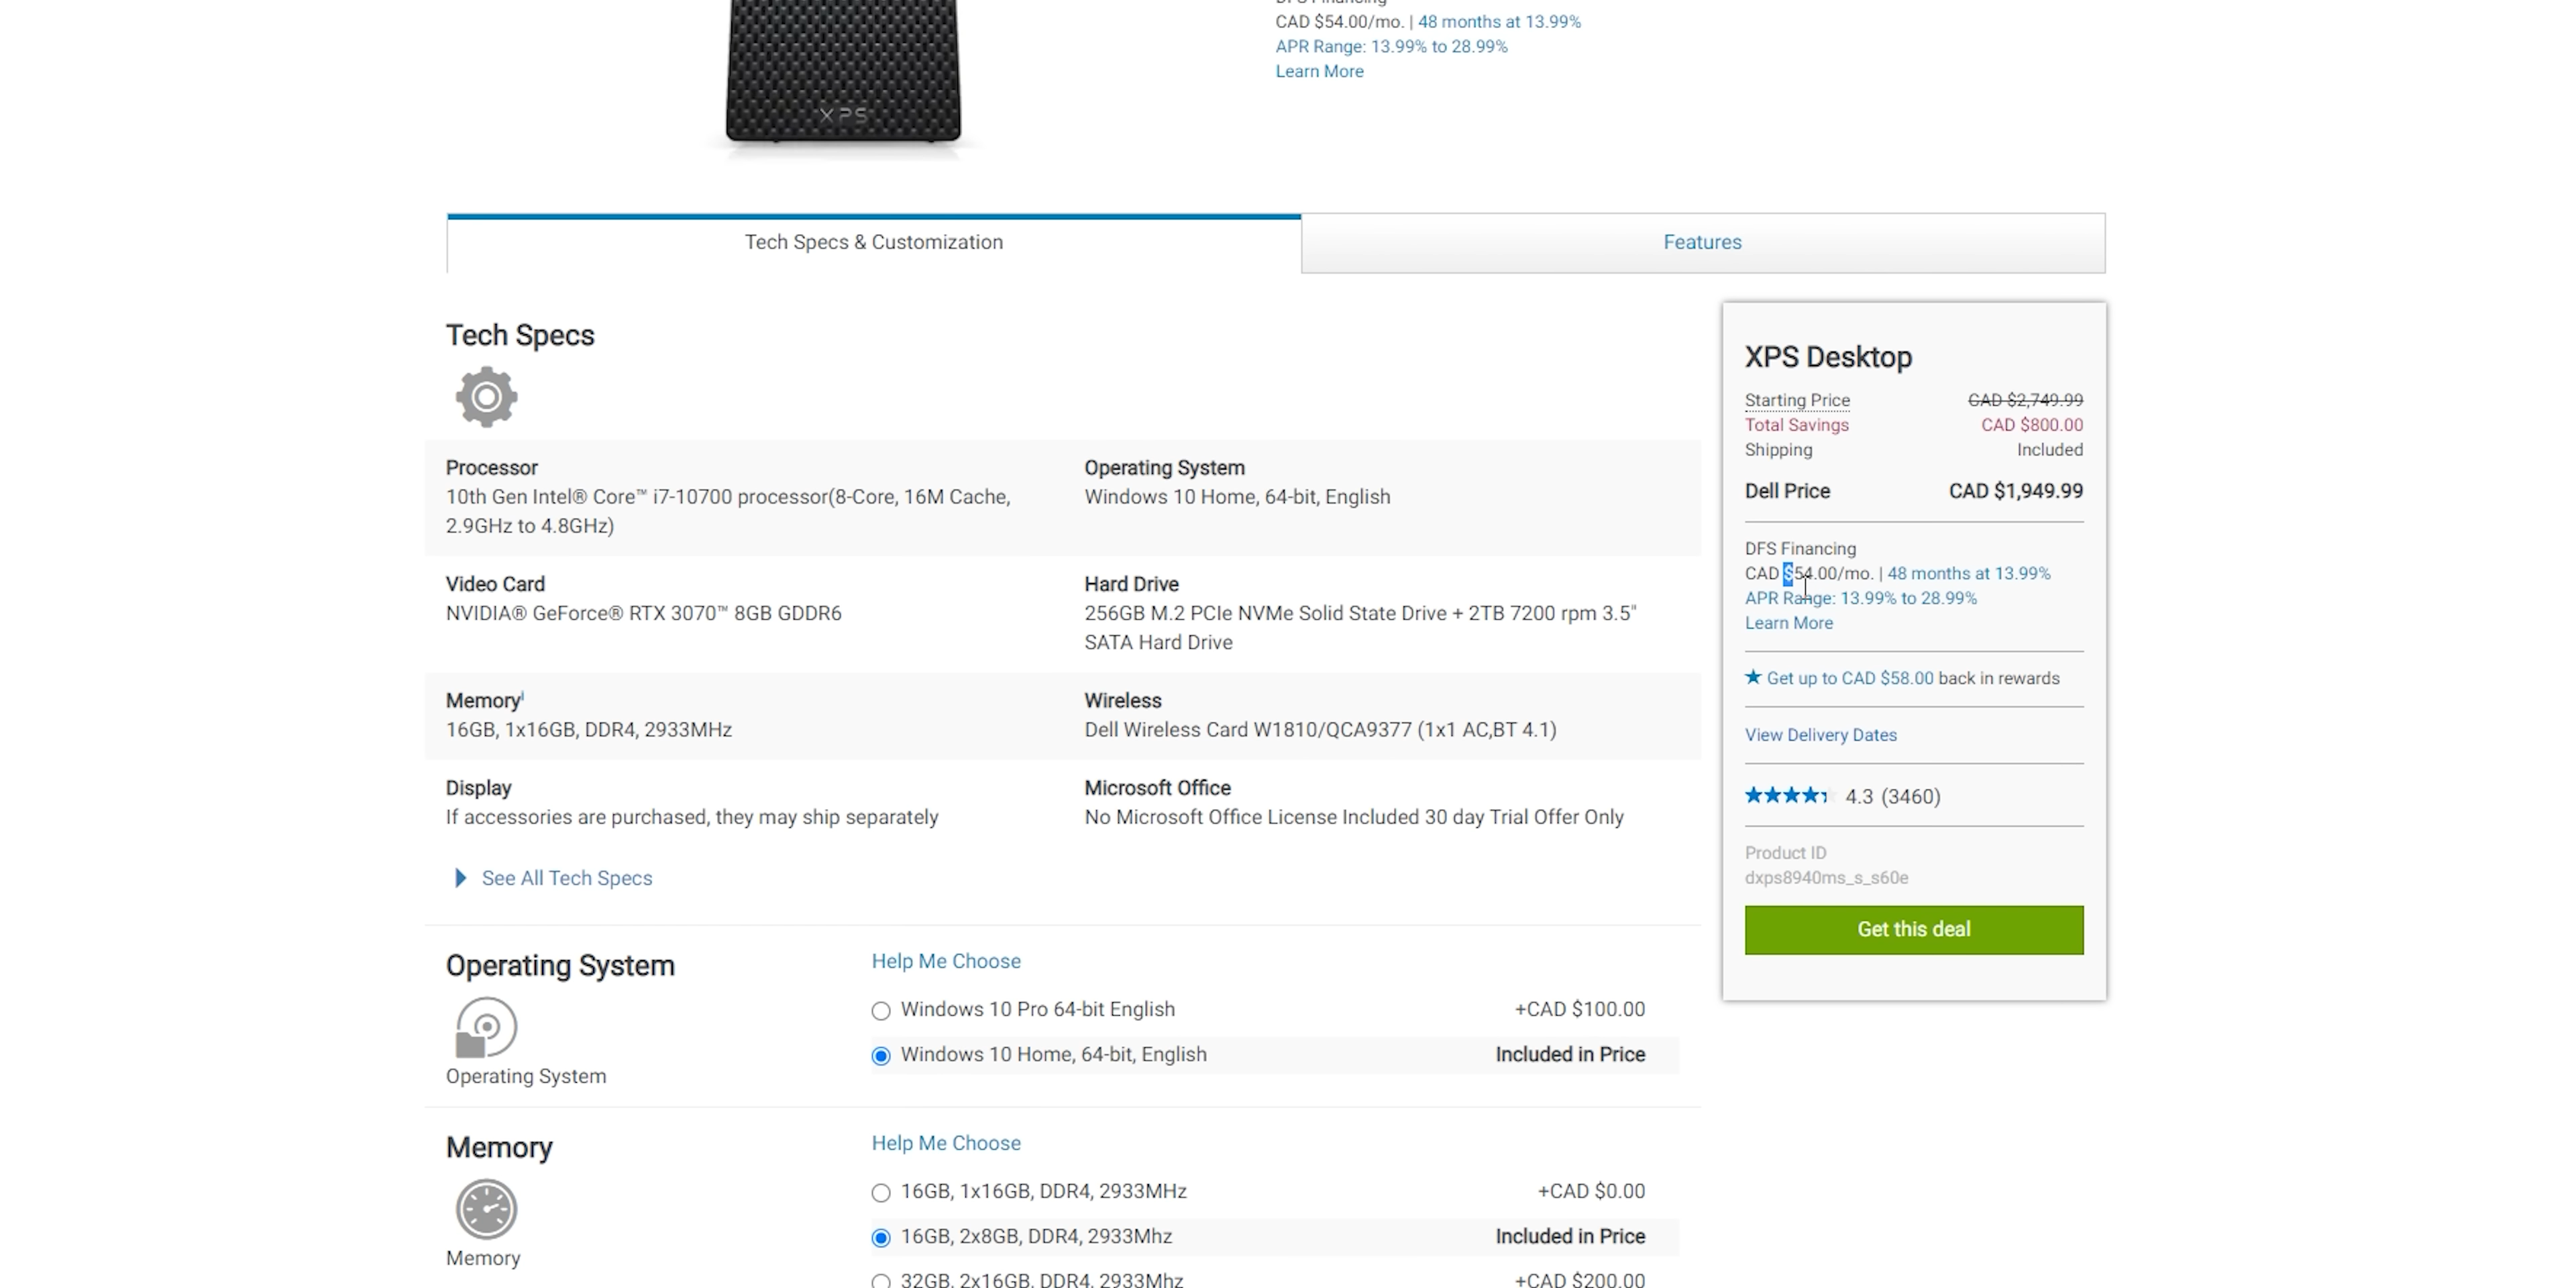 DFS Financing
CAD $54.00/mo. | 48 months at 13.99%
APR Range: 13.99% to 28.99%
Learn More
XPS
Tech Specs & Customization
Features
Tech Specs
Processor
10th Gen Intel® Core™ i7-10700 processor(8-Core, 16M Cache,
2.9GHz to 4.8GHz)
Operating System
Windows 10 Home, 64-bit, English
Video Card
NVIDIA® GeForce® RTX 3070™ 8GB GDDR6
Hard Drive
256GB M.2 PCIe NVMe Solid State Drive + 2TB 7200 rpm 3.5"
SATA Hard Drive
Memoryⁱ
16GB, 1x16GB, DDR4, 2933MHz
Wireless
Dell Wireless Card W1810/QCA9377 (1x1 AC,BT 4.1)
Display
If accessories are purchased, they may ship separately
Microsoft Office
No Microsoft Office License Included 30 day Trial Offer Only
See All Tech Specs
Operating System
Operating System
Help Me Choose
Windows 10 Pro 64-bit English +CAD $100.00
Windows 10 Home, 64-bit, English Included in Price
Memory
Memory
Help Me Choose
16GB, 1x16GB, DDR4, 2933MHz +CAD $0.00
16GB, 2x8GB, DDR4, 2933Mhz Included in Price
32GB, 2x16GB, DDR4, 2933Mhz +CAD $200.00
XPS Desktop
Starting Price CAD $2,749.99
Total Savings CAD $800.00
Shipping Included
Dell Price CAD $1,949.99
DFS Financing
CAD $54.00/mo. | 48 months at 13.99%
APR Range: 13.99% to 28.99%
Learn More
★ Get up to CAD $58.00 back in rewards
View Delivery Dates
4.3 (3460)
Product ID
dxps8940ms_s_s60e
Get this deal